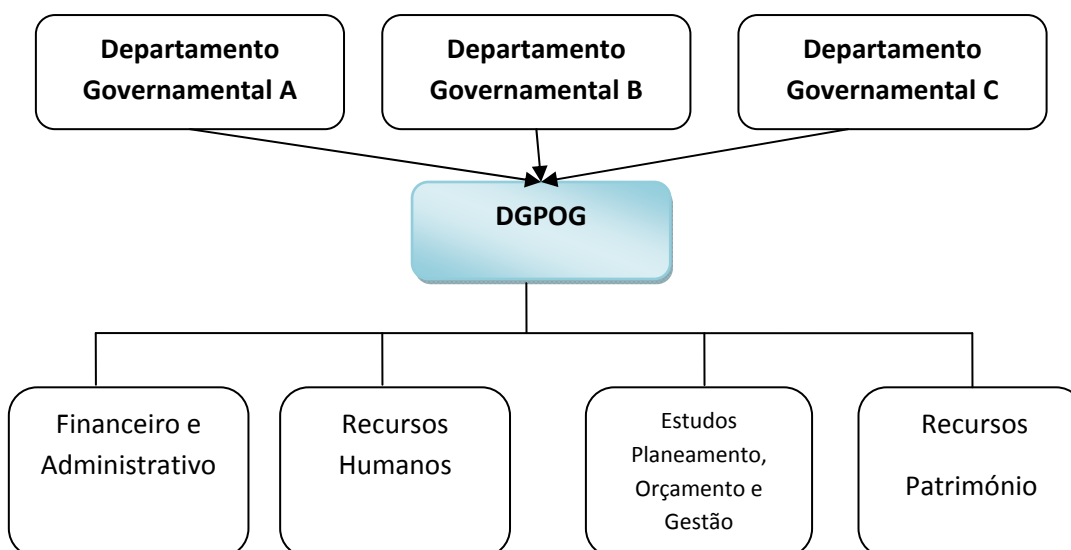 Departamento
Governamental A
Departamento
Governamental B
Departamento
Governamental C
DGPOG
Financeiro e
Administrativo
Recursos
Humanos
Estudos
Planeamento,
Orçamento e
Gestão
Recursos
Património